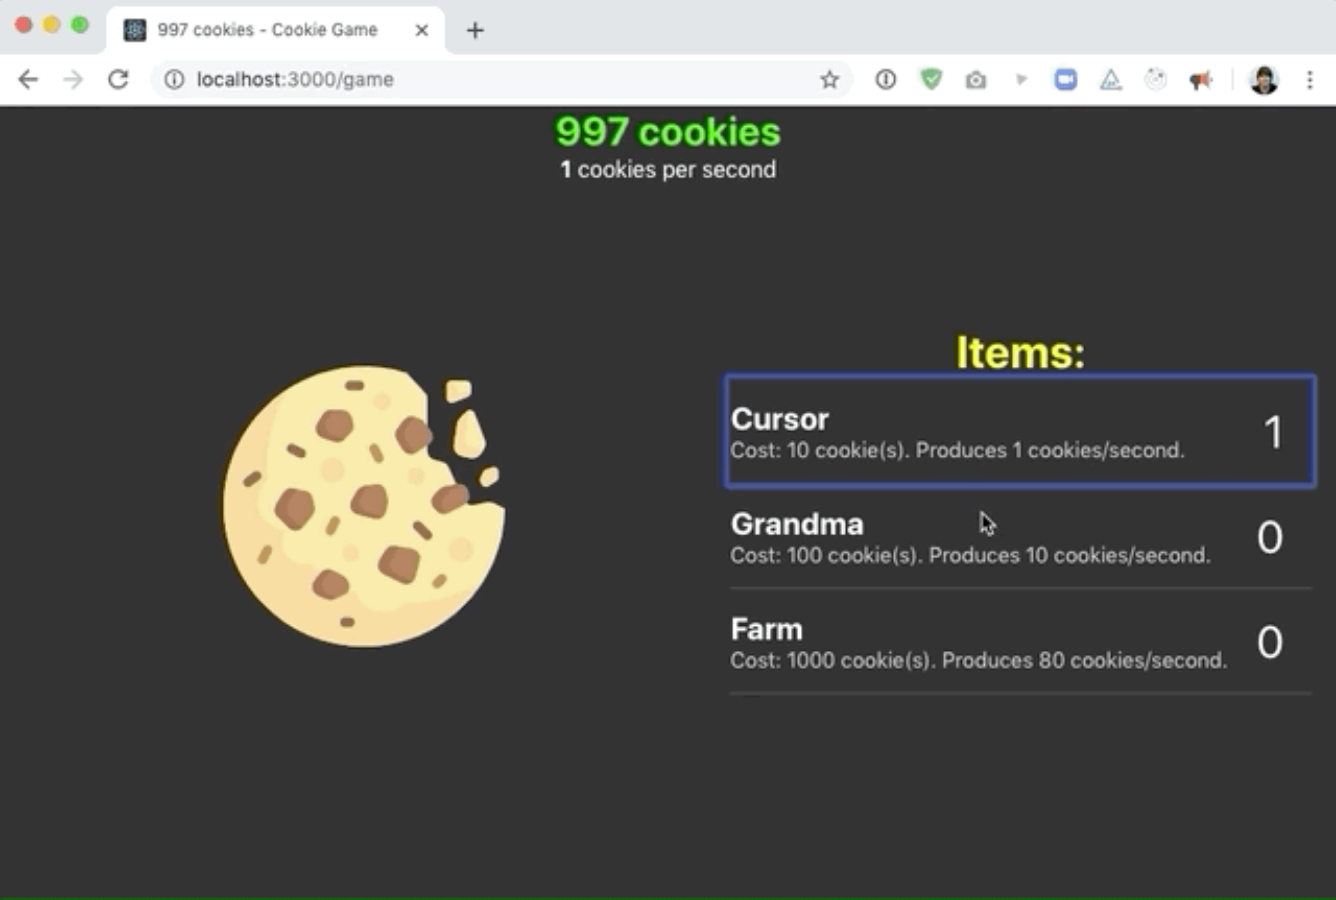 997 cookies - Cookie Game
localhost:3000/game
997 cookies
1 cookies per second
Items:
Cursor
Cost: 10 cookie(s). Produces 1 cookies/second.
1
Grandma
Cost: 100 cookie(s). Produces 10 cookies/second.
0
Farm
Cost: 1000 cookie(s). Produces 80 cookies/second.
0